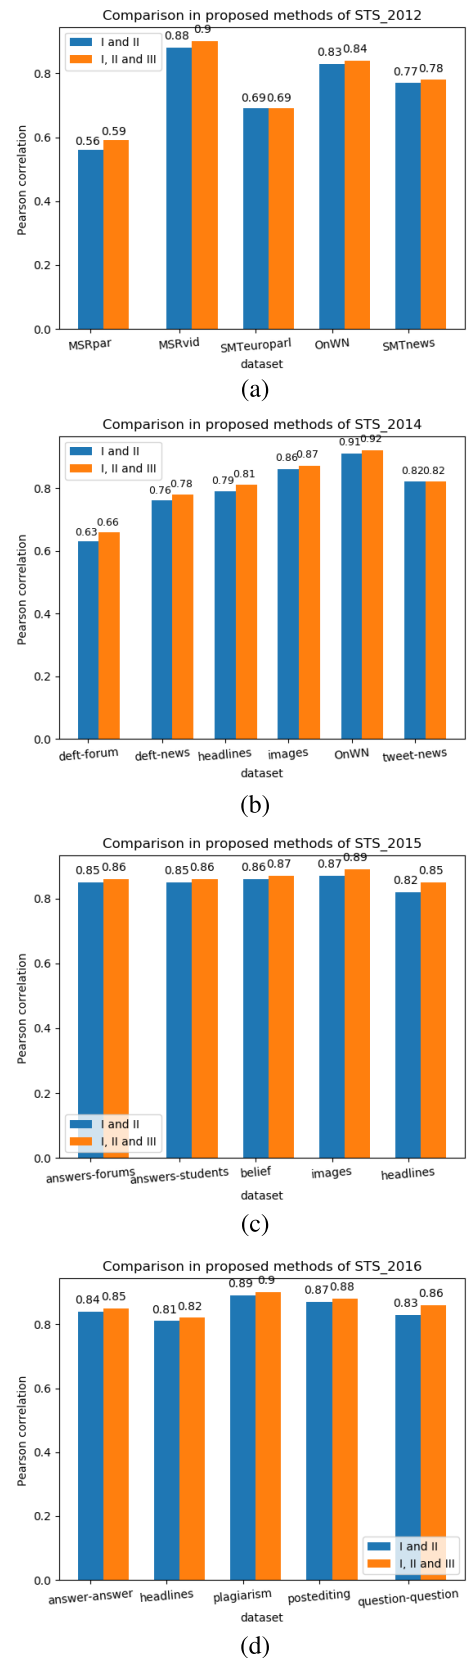 Comparison in proposed methods of STS_2012
I and II
I, II and III
0.56 0.59 0.88 0.9 0.69 0.69 0.83 0.84 0.77 0.78
0.8
0.6
0.4
0.2
0.0
Pearson correlation
MSRpar MSRvid SMTeuroparl OnWN SMTnews
dataset
(a)
Comparison in proposed methods of STS_2014
I and II
I, II and III
0.63 0.66 0.76 0.78 0.79 0.81 0.86 0.87 0.91 0.92 0.82 0.82
0.8
0.6
0.4
0.2
0.0
Pearson correlation
deft-forum deft-news headlines images OnWN tweet-news
dataset
(b)
Comparison in proposed methods of STS_2015
0.85 0.86 0.85 0.86 0.86 0.87 0.87 0.89 0.82 0.85
0.8
0.6
0.4
0.2
0.0
Pearson correlation
I and II
I, II and III
answers-forums answers-students belief images headlines
dataset
(c)
Comparison in proposed methods of STS_2016
0.84 0.85 0.81 0.82 0.89 0.9 0.87 0.88 0.83 0.86
0.8
0.6
0.4
0.2
0.0
Pearson correlation
I and II
I, II and III
answer-answer headlines plagiarism postediting question-question
dataset
(d)